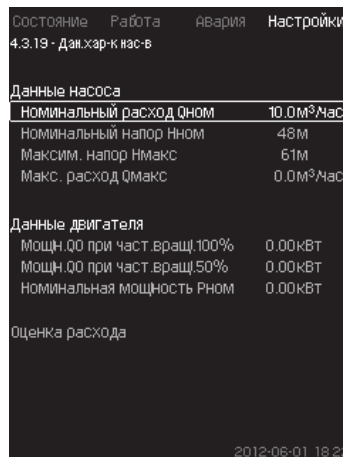 Состояние Работа Авария Настройки
4.3.19 - Дан.хар-к нас-в
Данные насоса
Номинальный расход Qном 10.0м³/час
Номинальный напор Hном 48м
Максим. напор Hмакс 61м
Макс. расход Qмакс 0.0м³/час
Данные двигателя
Мощн.Q0 при част.вращ.100% 0.00кВт
Мощн.Q0 при част.вращ.50% 0.00кВт
Номинальная мощность Pном 0.00кВт
Оценка расхода
2012-06-01 18:2